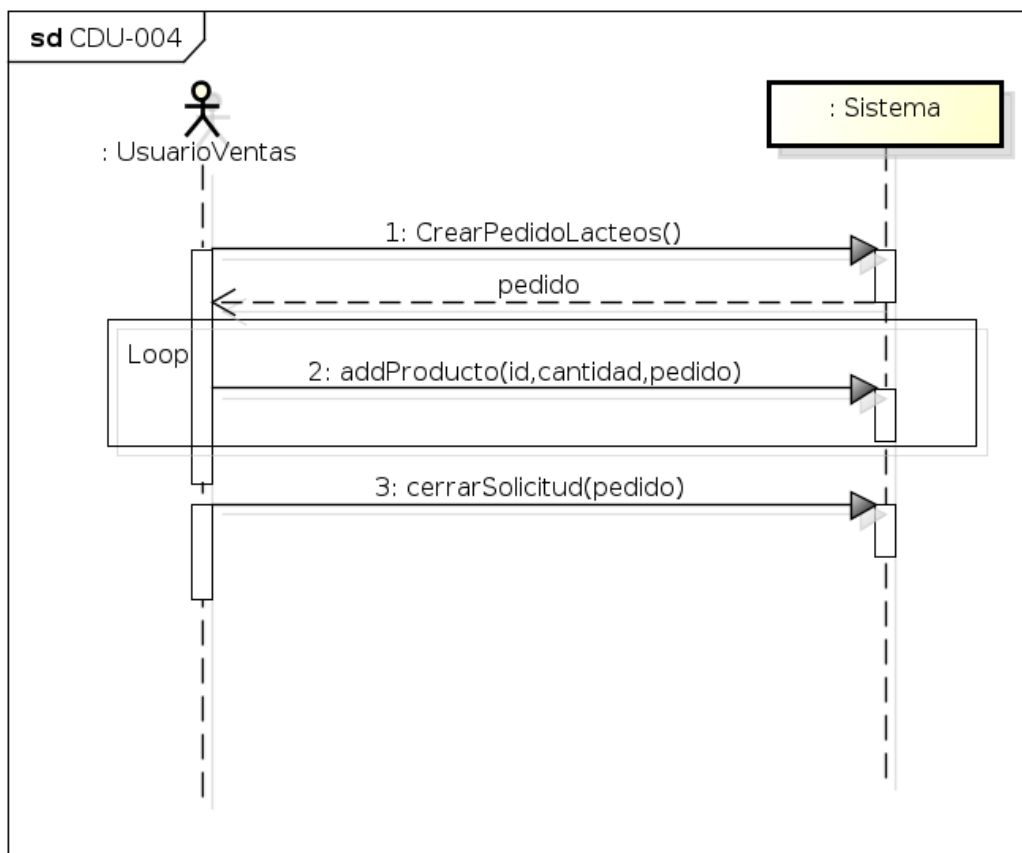 sd CDU-004
: UsuarioVentas
: Sistema
1: CrearPedidoLacteos()
pedido
Loop
2: addProducto(id,cantidad,pedido)
3: cerrarSolicitud(pedido)